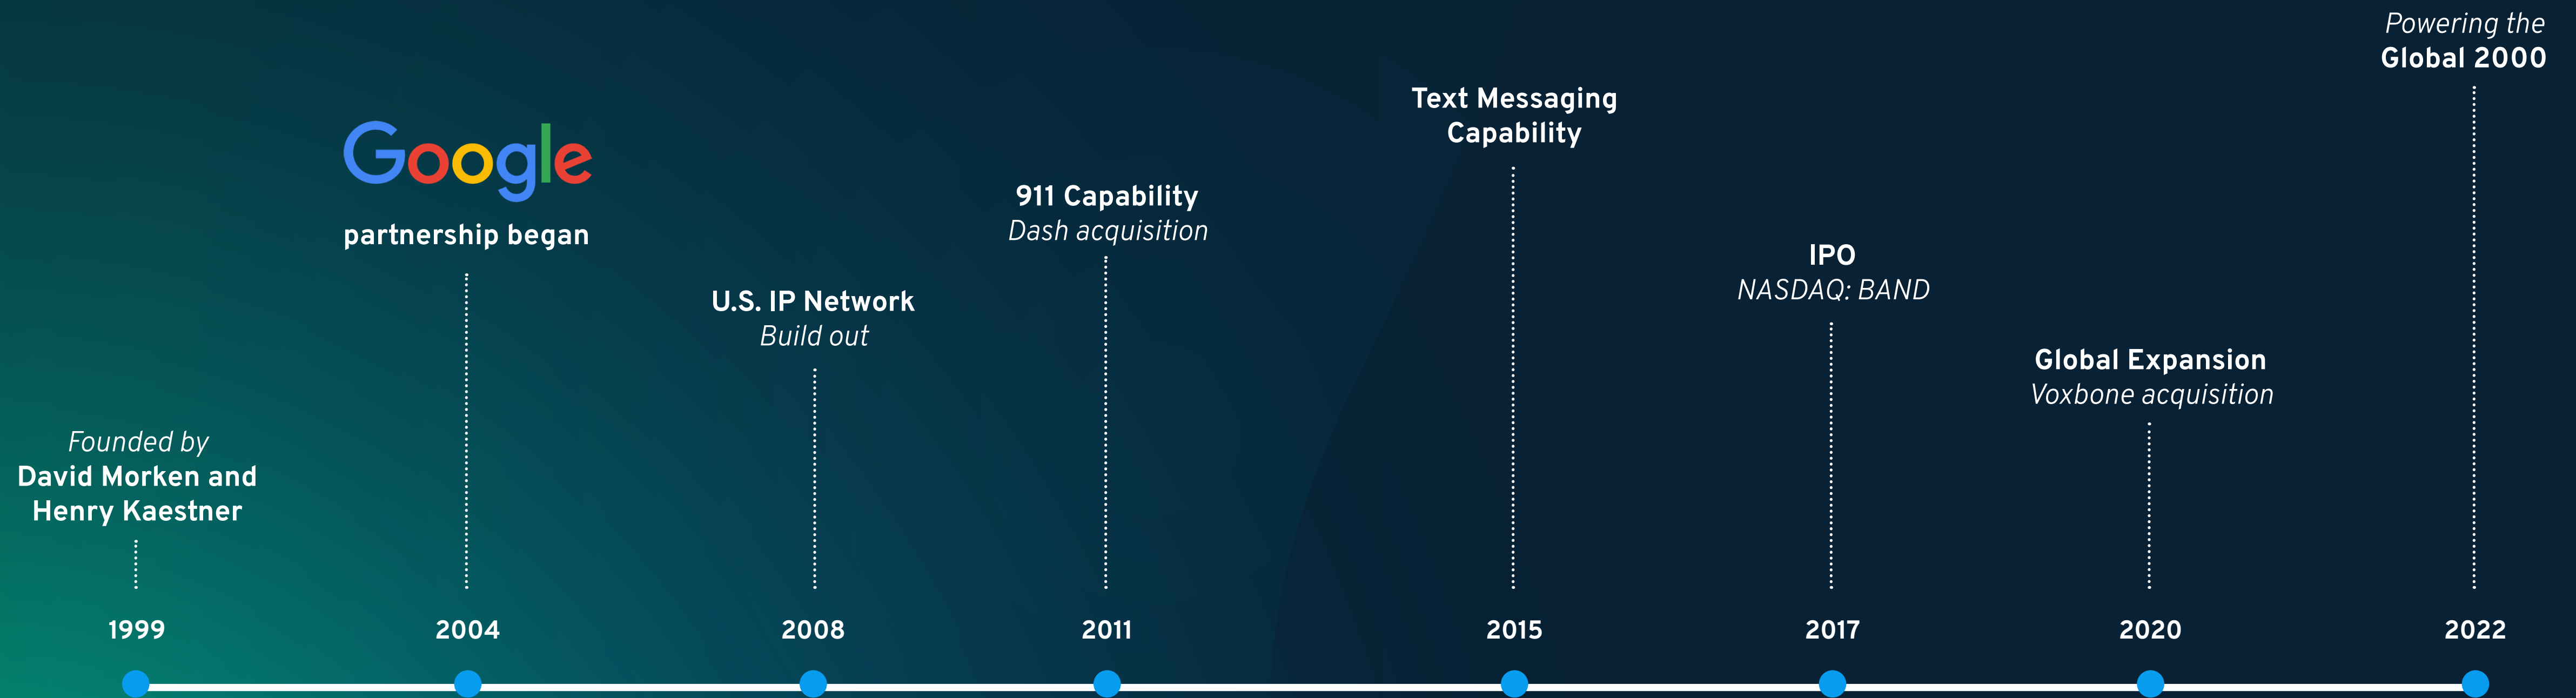 Founded by
David Morken and
Henry Kaestner
1999
Google
partnership began
2004
U.S. IP Network
Build out
2008
911 Capability
Dash acquisition
2011
Text Messaging
Capability
2015
IPO
NASDAQ: BAND
2017
Global Expansion
Voxbone acquisition
2020
Powering the
Global 2000
2022